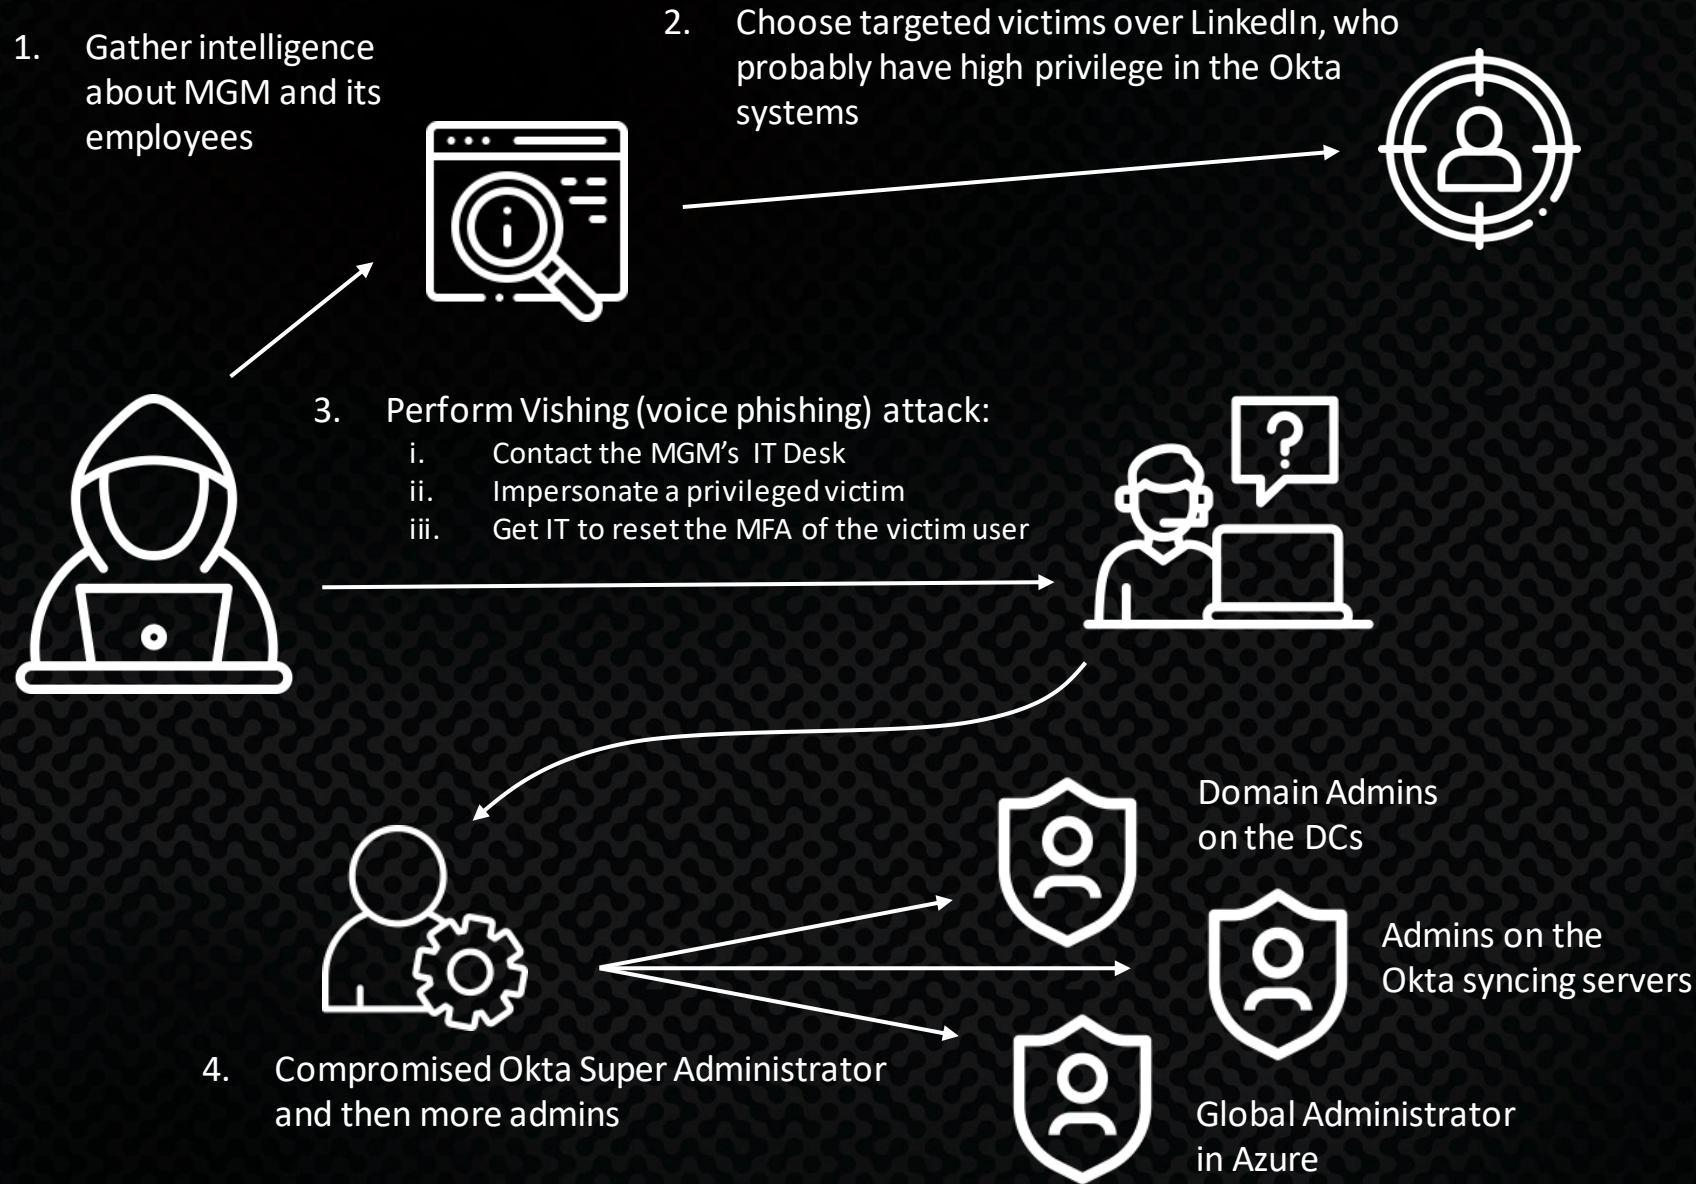 1. Gather intelligence
about MGM and its
employees
2. Choose targeted victims over LinkedIn, who
probably have high privilege in the Okta
systems
3. Perform Vishing (voice phishing) attack:
i. Contact the MGM’s IT Desk
ii. Impersonate a privileged victim
iii. Get IT to reset the MFA of the victim user
Domain Admins
on the DCs
Admins on the
Okta syncing servers
4. Compromised Okta Super Administrator
and then more admins
Global Administrator
in Azure